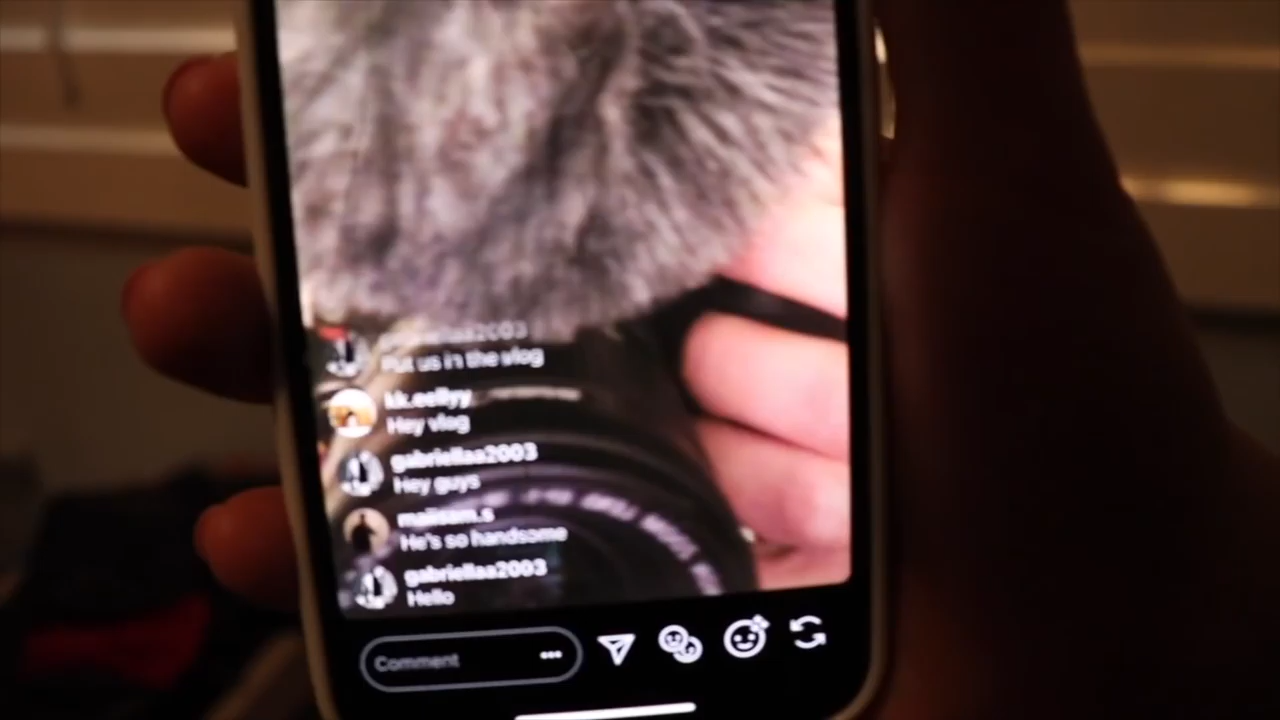 Put us in the vlog
kk.eellyy
Hey vlog
gabriellaa2003
Hey guys
He's so handsome
gabriellaa2003
Hello
Comment